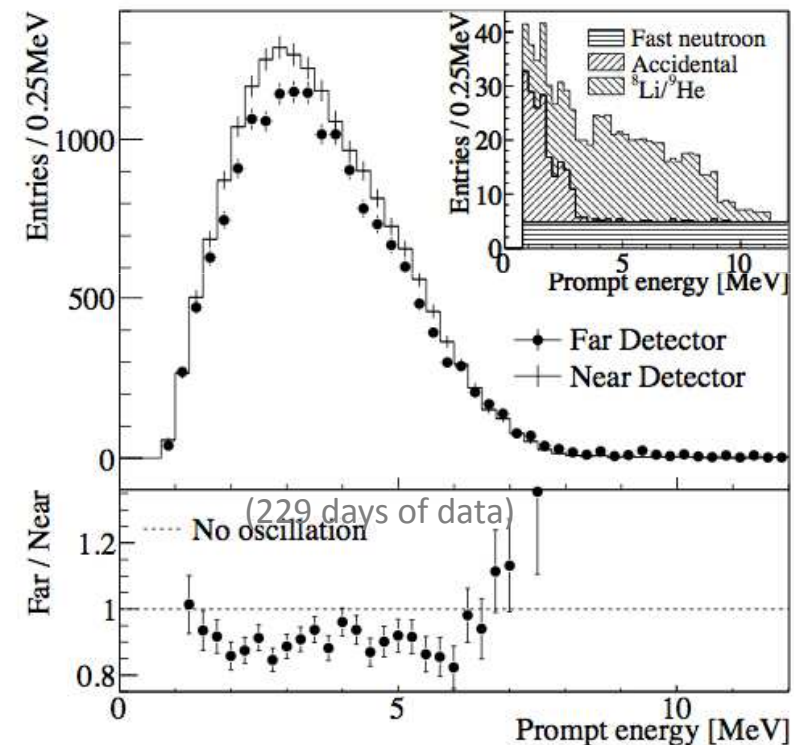 Entries / 0.25MeV
1000
500
0
Entries / 0.25MeV
40
30
20
10
0
Fast neutroon
Accidental
⁸Li/⁹He
0 5 10
Prompt energy [MeV]
Far Detector
Near Detector
(229 days of data)
No oscillation
Far / Near
1.2
1
0.8
0 5 10
Prompt energy [MeV]